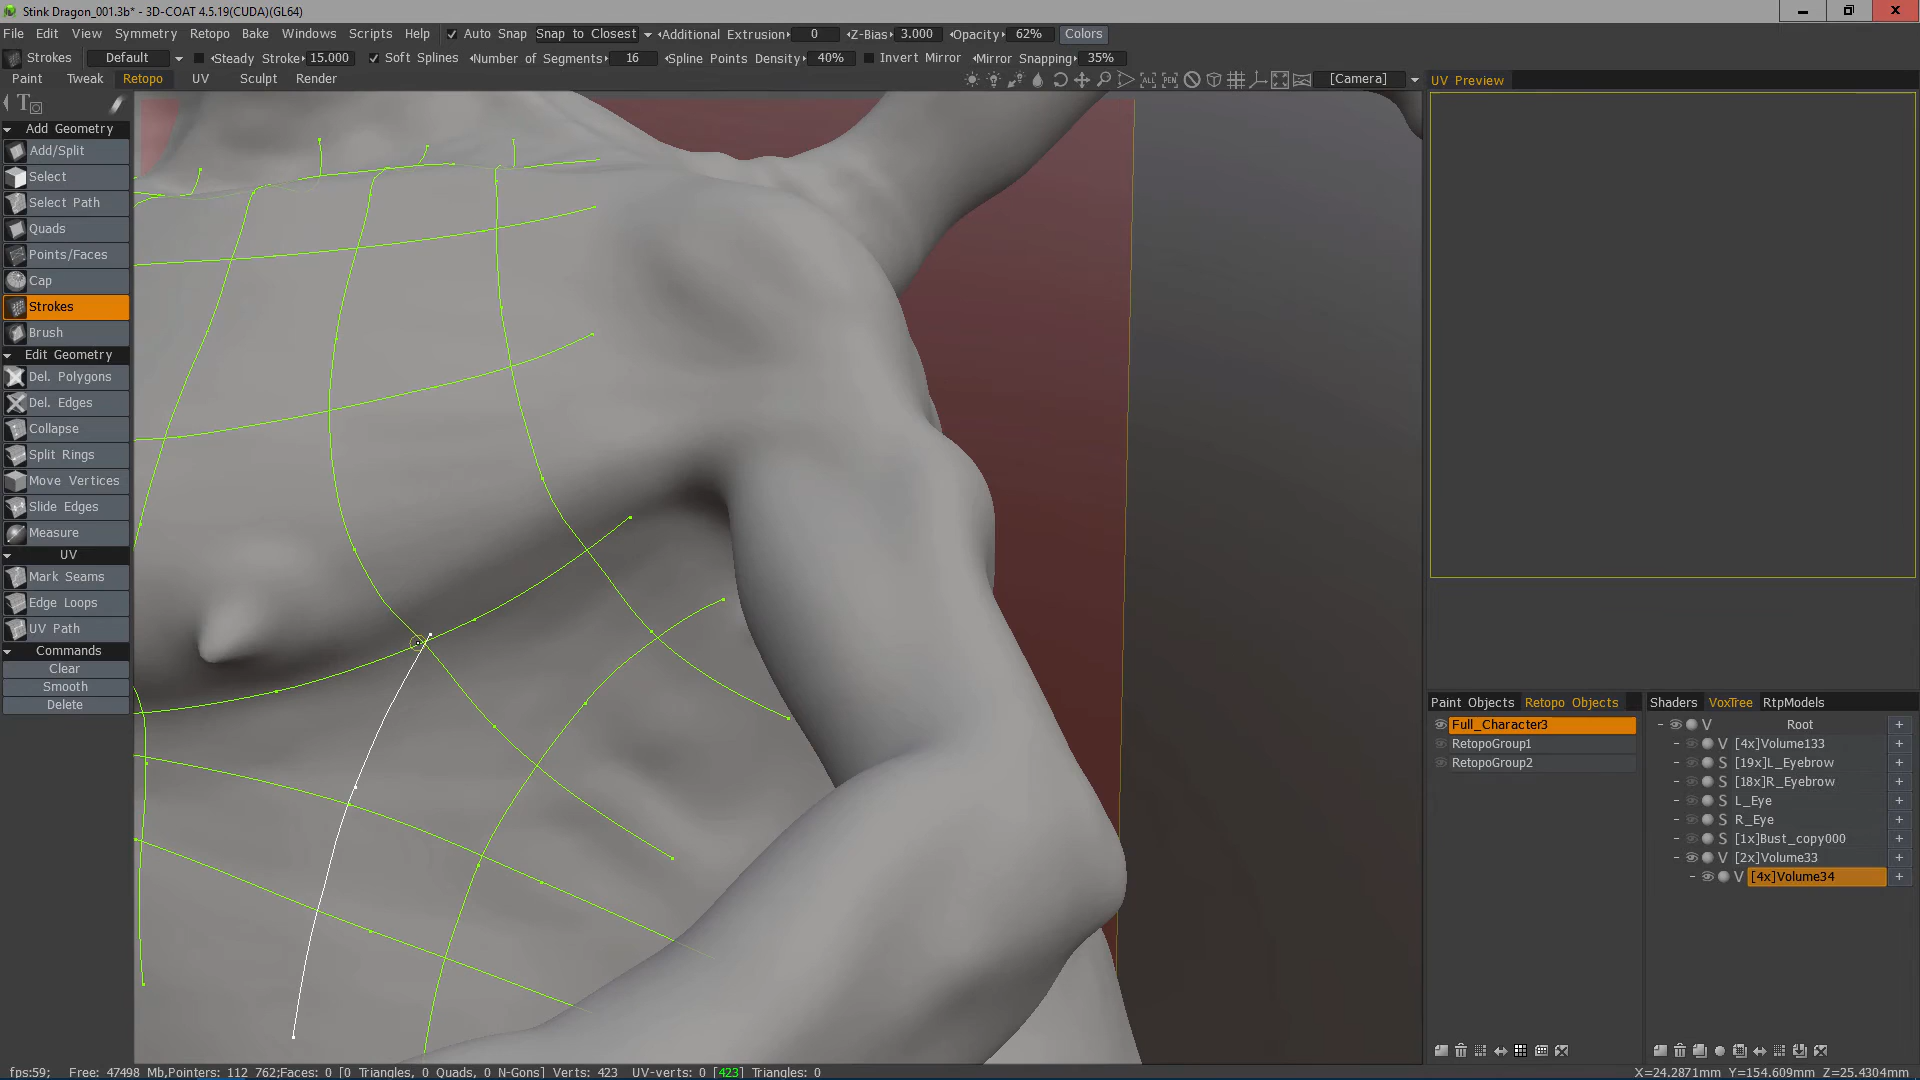 Stink Dragon_001.3b* - 3D-COAT 4.5.19(CUDA)(GL64)
File Edit View Symmetry Retopo Bake Windows Scripts Help Auto Snap Snap to Closest Additional Extrusion 0 Z-Bias 3.000 Opacity 62% Colors
Strokes Default Steady Stroke 15.000 Soft Splines Number of Segments 16 Spline Points Density 40% Invert Mirror Mirror Snapping 35%
Paint Tweak Retopo UV Sculpt Render ALL PEN [Camera] UV Preview
Add Geometry
Add/Split
Select
Select Path
Quads
Points/Faces
Cap
Strokes
Brush
Edit Geometry
Del. Polygons
Del. Edges
Collapse
Split Rings
Move Vertices
Slide Edges
Measure
UV
Mark Seams
Edge Loops
UV Path
Commands
Clear
Smooth
Delete
Paint Objects Retopo Objects
Full_Character3
RetopoGroup1
RetopoGroup2
Shaders VoxTree RtpModels
V Root +
V [4x]Volume133 +
S [19x]L_Eyebrow +
S [18x]R_Eyebrow +
S L_Eye +
S R_Eye +
S [1x]Bust_copy000 +
V [2x]Volume33 +
V [4x]Volume34 +
fps:59; Free: 47498 Mb,Pointers: 112 762;Faces: 0 [0 Triangles, 0 Quads, 0 N-Gons] Verts: 423 UV-verts: 0 [423] Triangles: 0 X=24.2871mm Y=154.609mm Z=25.4304mm